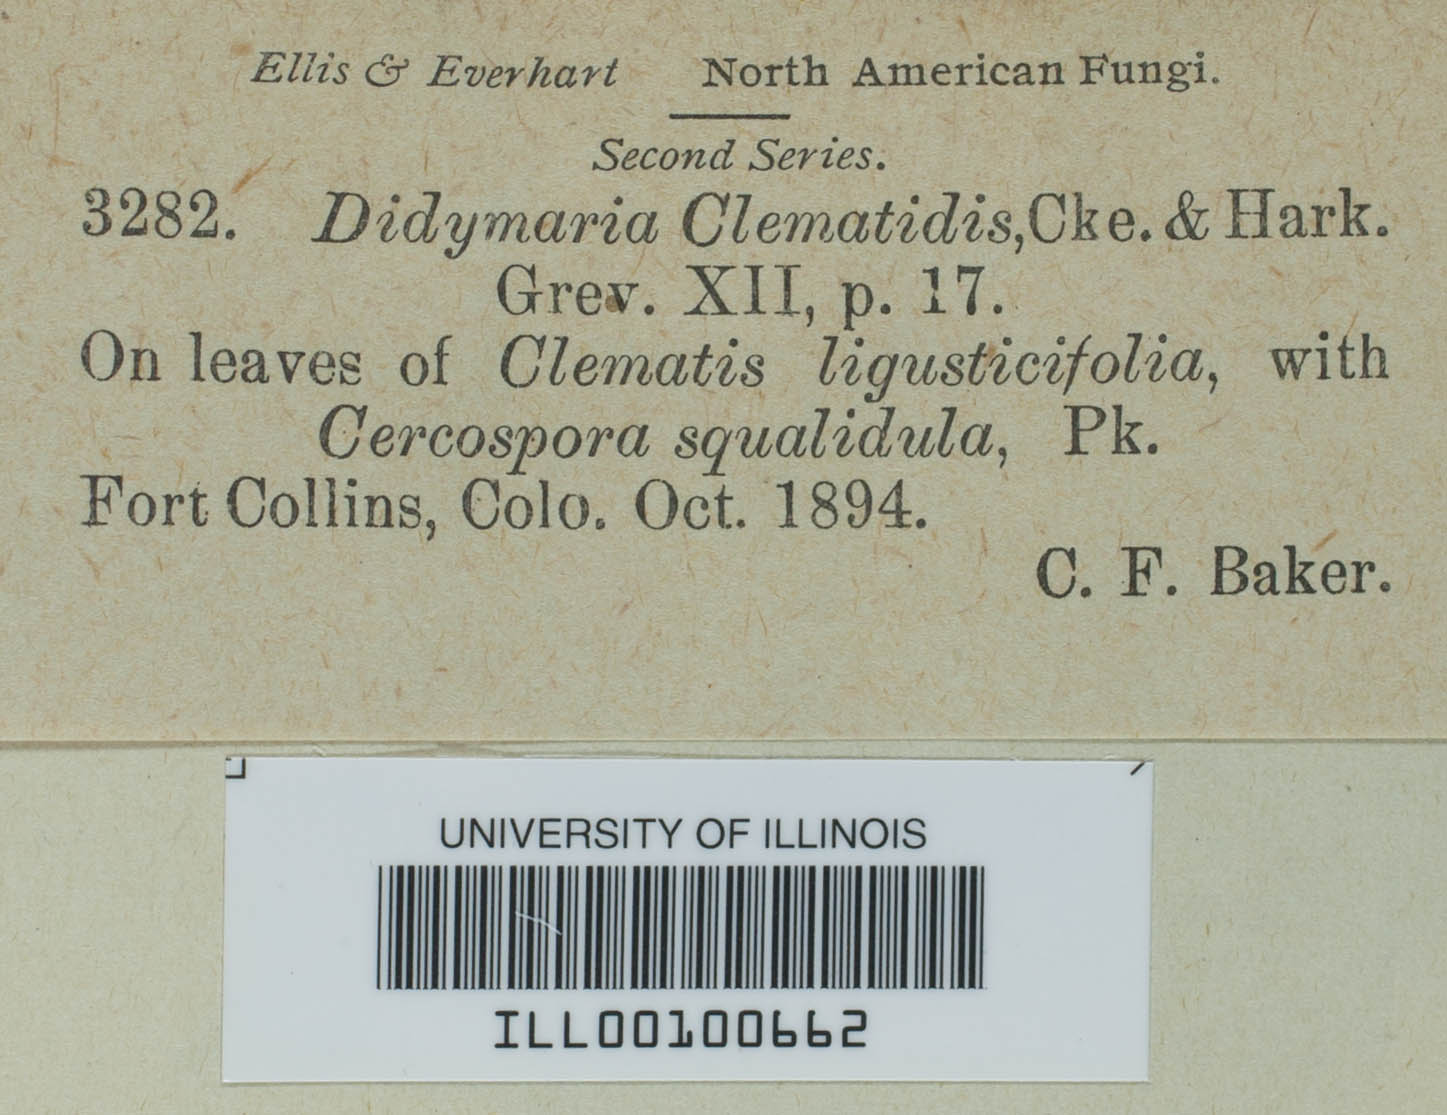 Ellis & Everhart North American Fungi.
Second Series.
3282. Didymaria Clematidis, Cke. & Hark.
Grev. XII, p. 17.
On leaves of Clematis ligusticifolia, with
Cercospora squalidula, Pk.
Fort Collins, Colo. Oct. 1894.
C. F. Baker.
UNIVERSITY OF ILLINOIS
ILL00100662